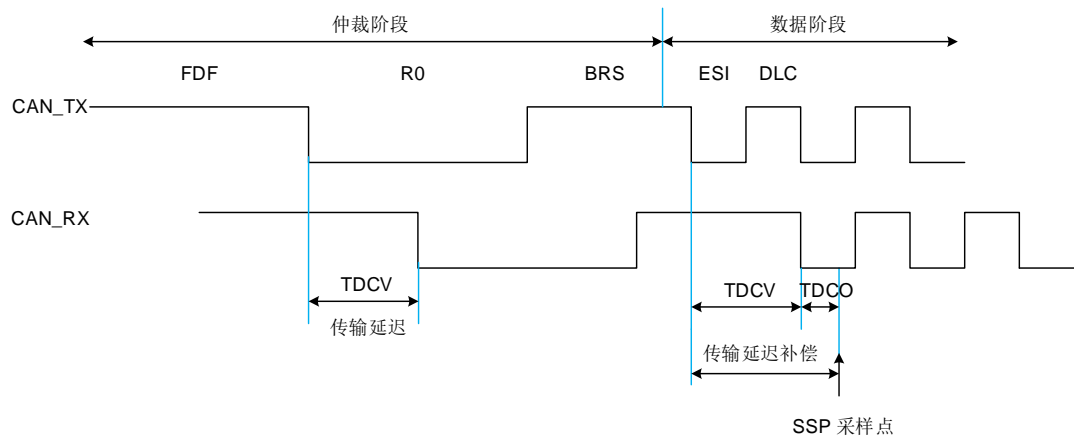 仲裁阶段 数据阶段
FDF R0 BRS ESI DLC
CAN_TX
CAN_RX
TDCV TDCV TDCO
传输延迟
传输延迟补偿
SSP 采样点